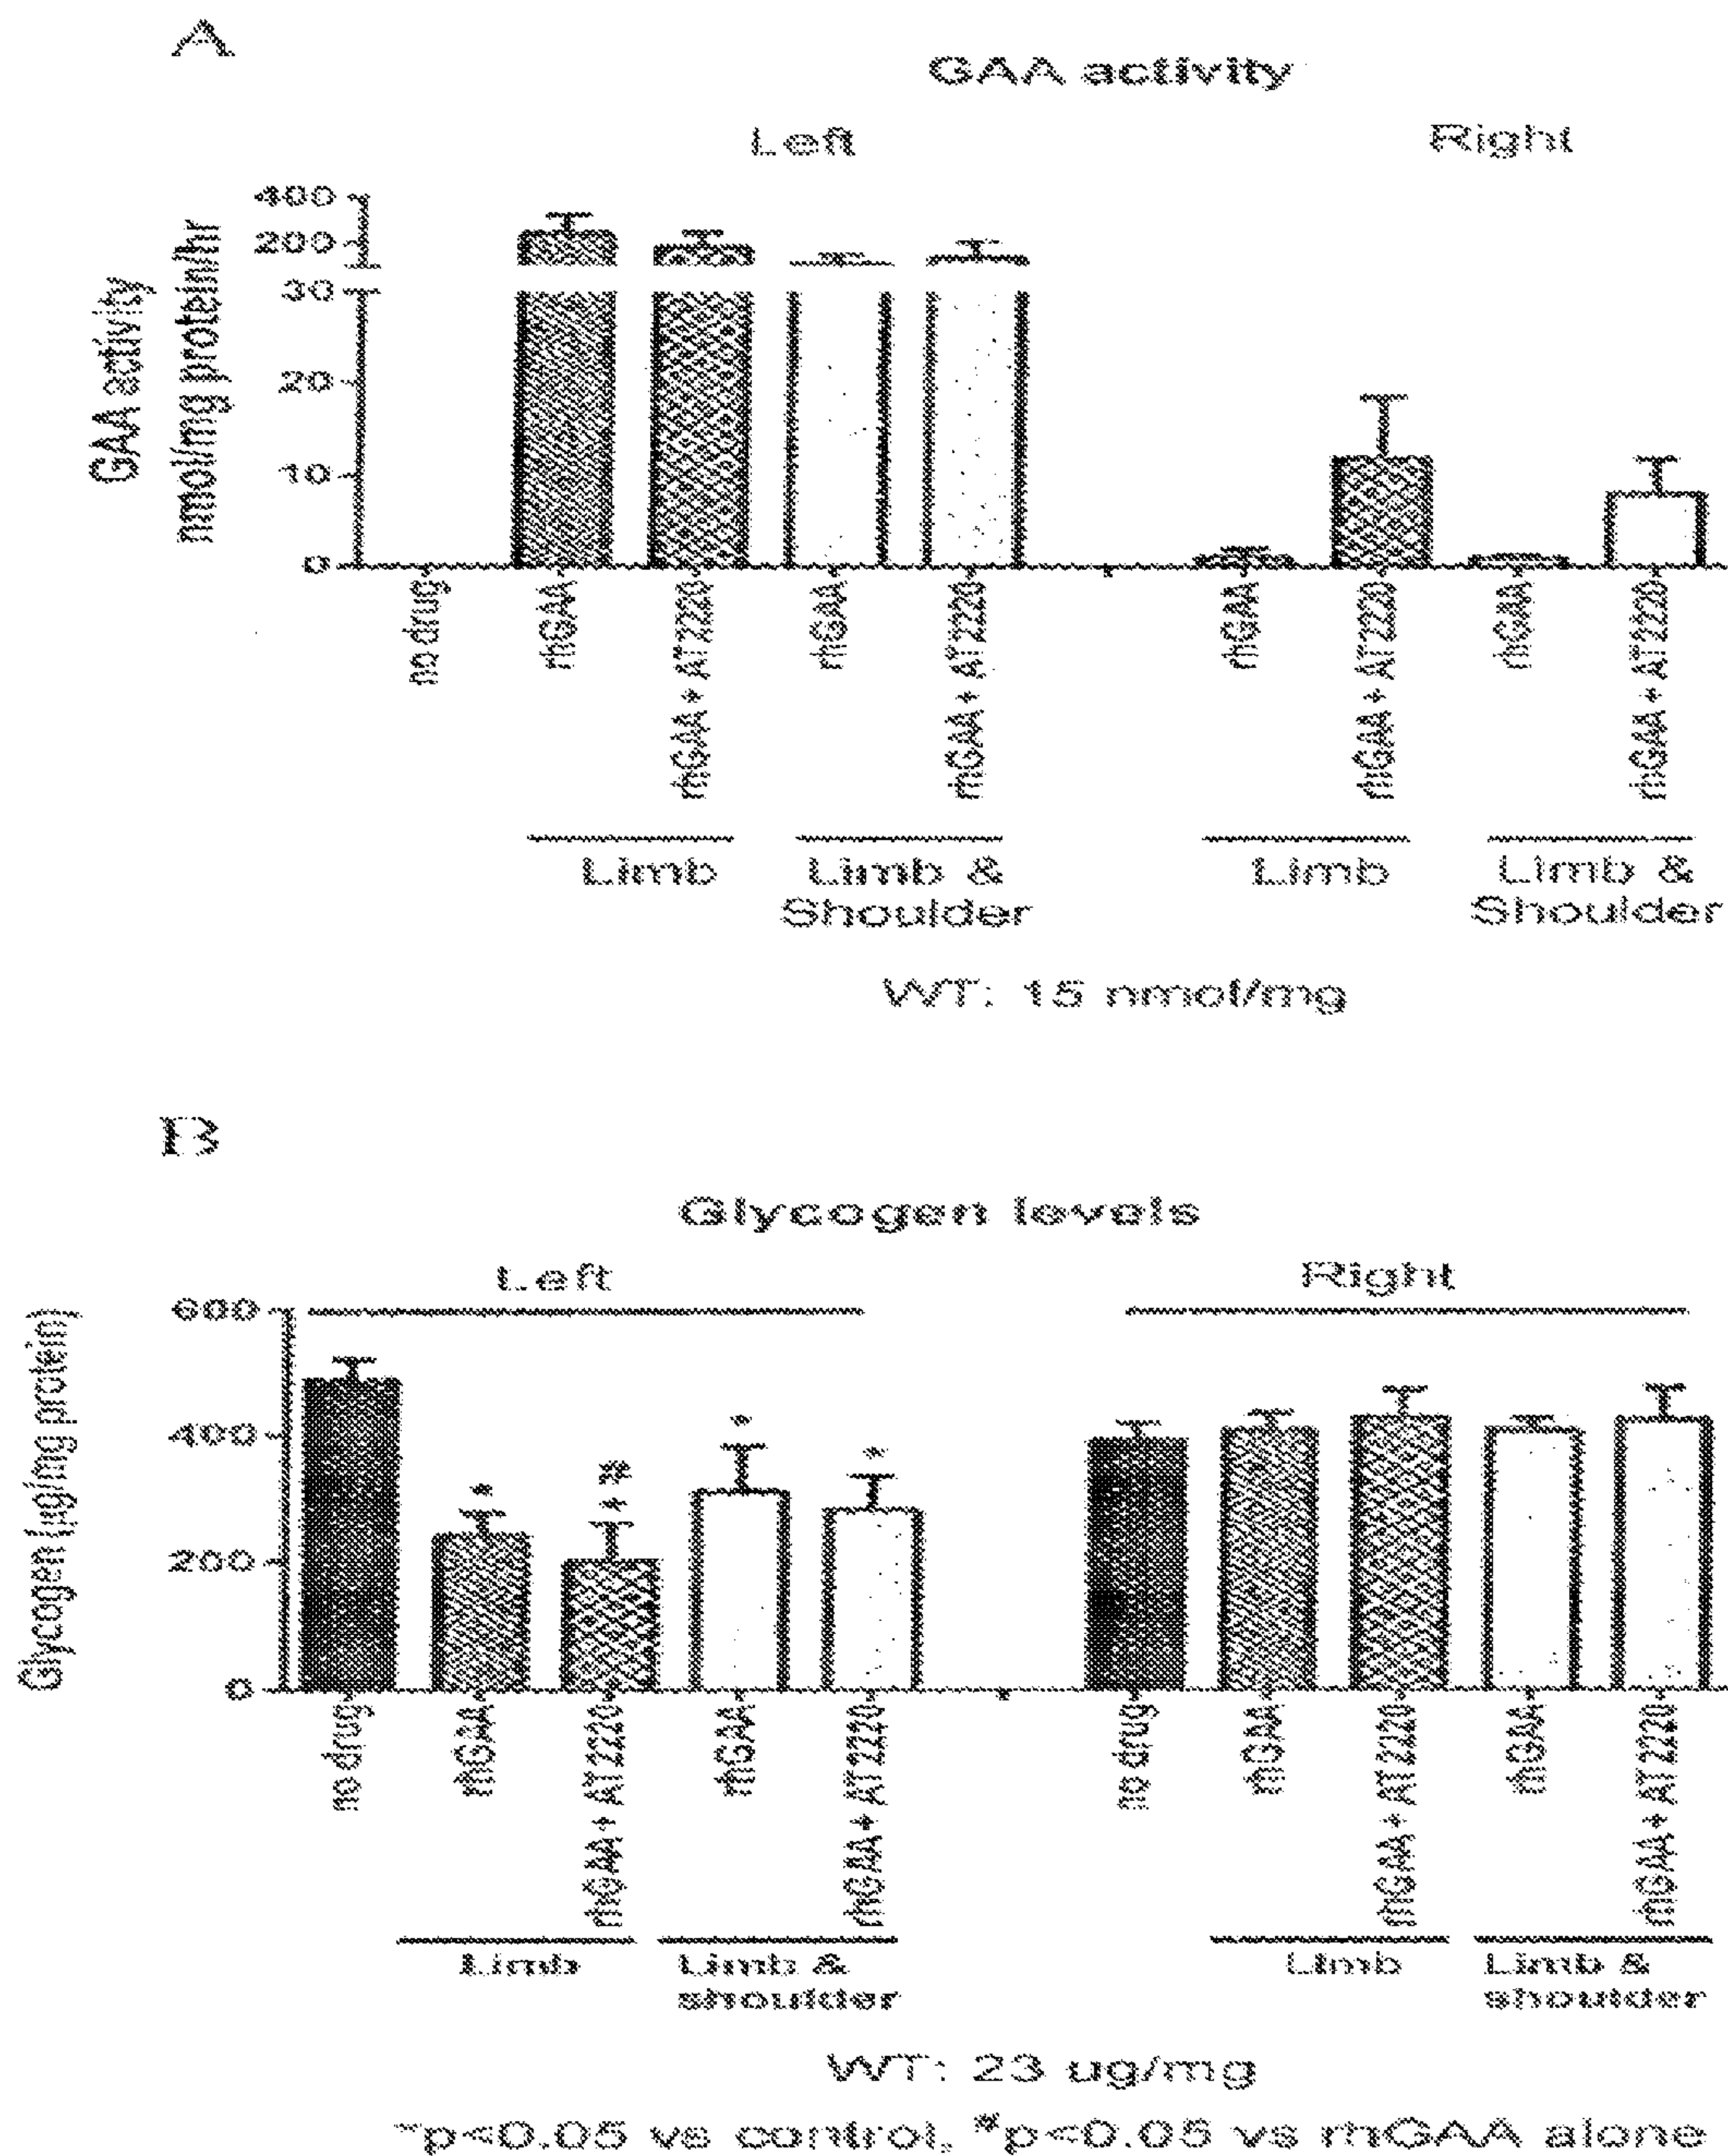 A
GAA activity
Left Right
GAA activity
nmol/mg protein/hr
400
200
30
20
10
0
no drug
rhGAA
rhGAA + AT2220
rhGAA
rhGAA + AT2220
rhGAA
rhGAA + AT2220
rhGAA
rhGAA + AT2220
Limb
Limb &
Shoulder
Limb
Limb &
Shoulder
WT: 15 nmol/mg
B
Glycogen levels
Left Right
Glycogen (µg/mg protein)
600
400
200
0
*
*
#
*
*
no drug
rhGAA
rhGAA + AT2220
rhGAA
rhGAA + AT2220
no drug
rhGAA
rhGAA + AT2220
rhGAA
rhGAA + AT2220
Limb
Limb &
shoulder
Limb
Limb &
shoulder
WT: 23 ug/mg
*p<0.05 vs control, #p<0.05 vs rhGAA alone